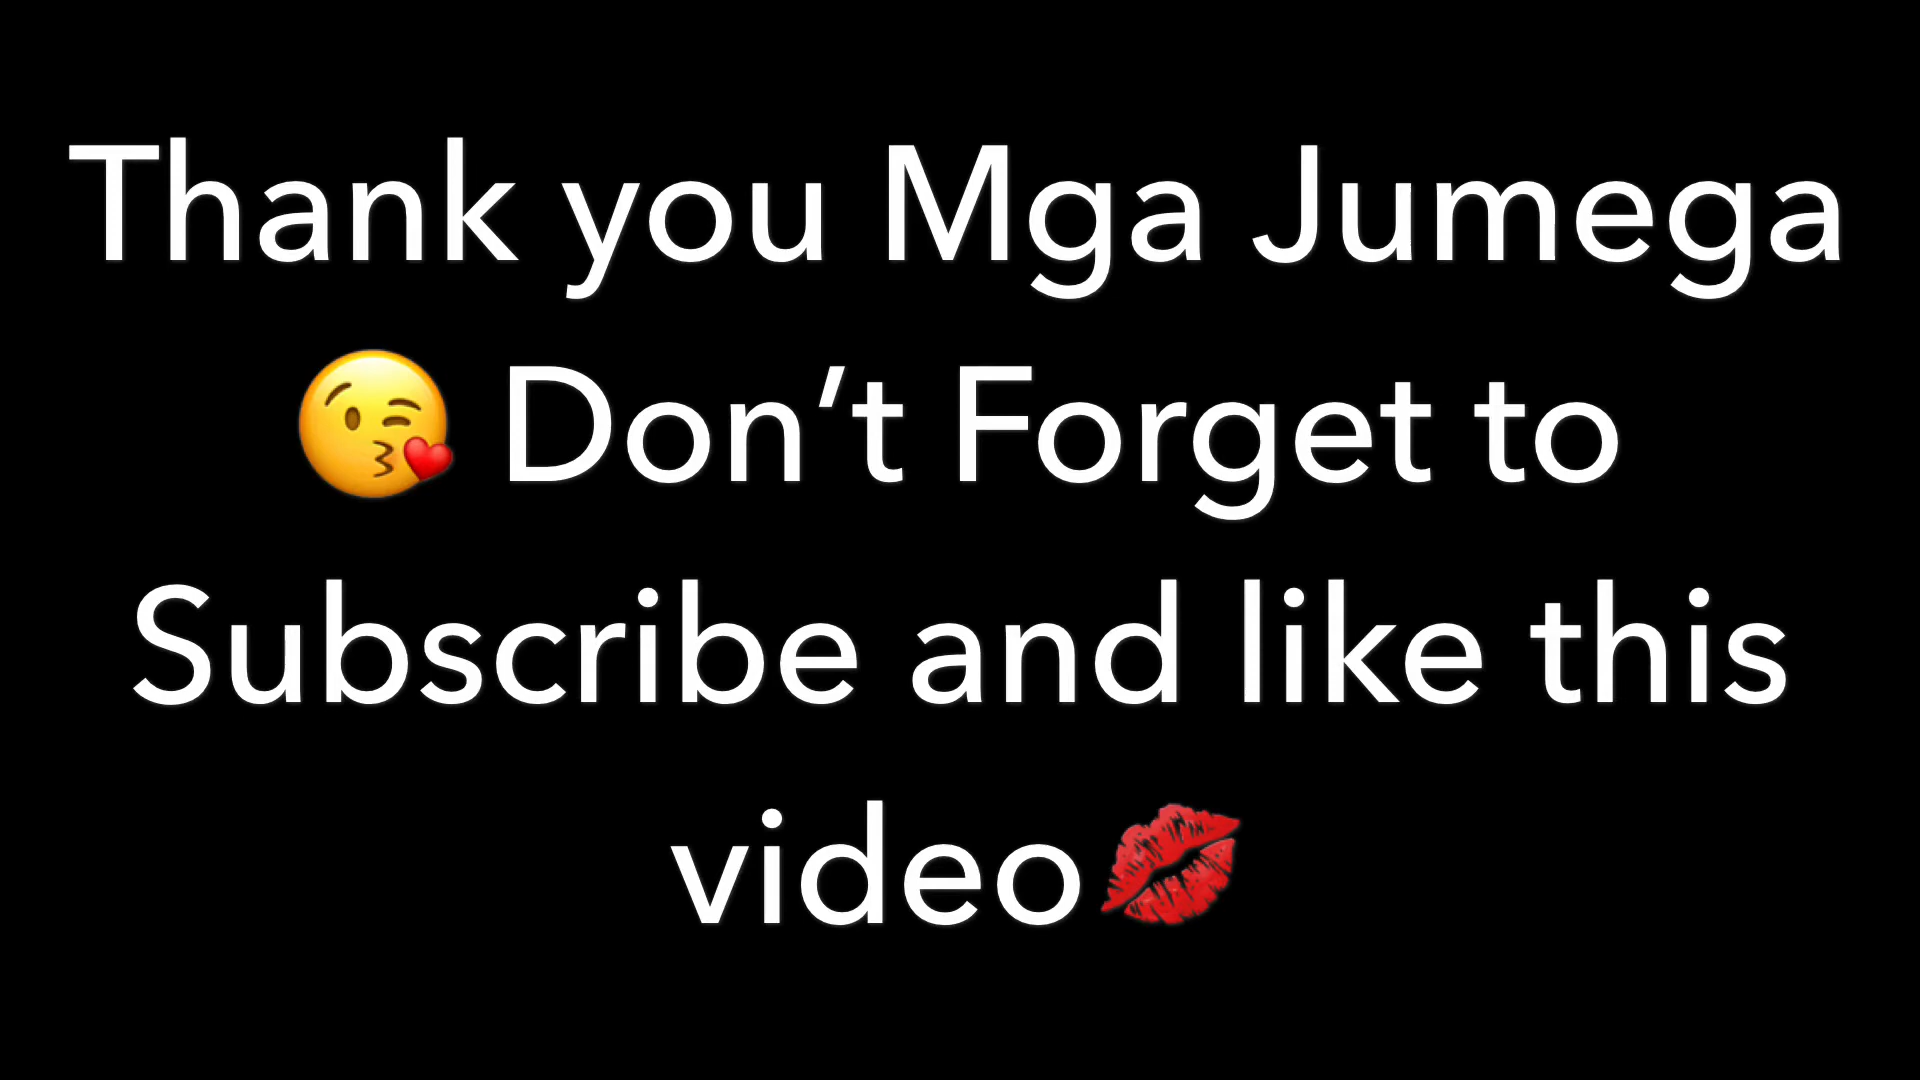 Thank you Mga Jumega
😘 Don’t Forget to
Subscribe and like this
video💋